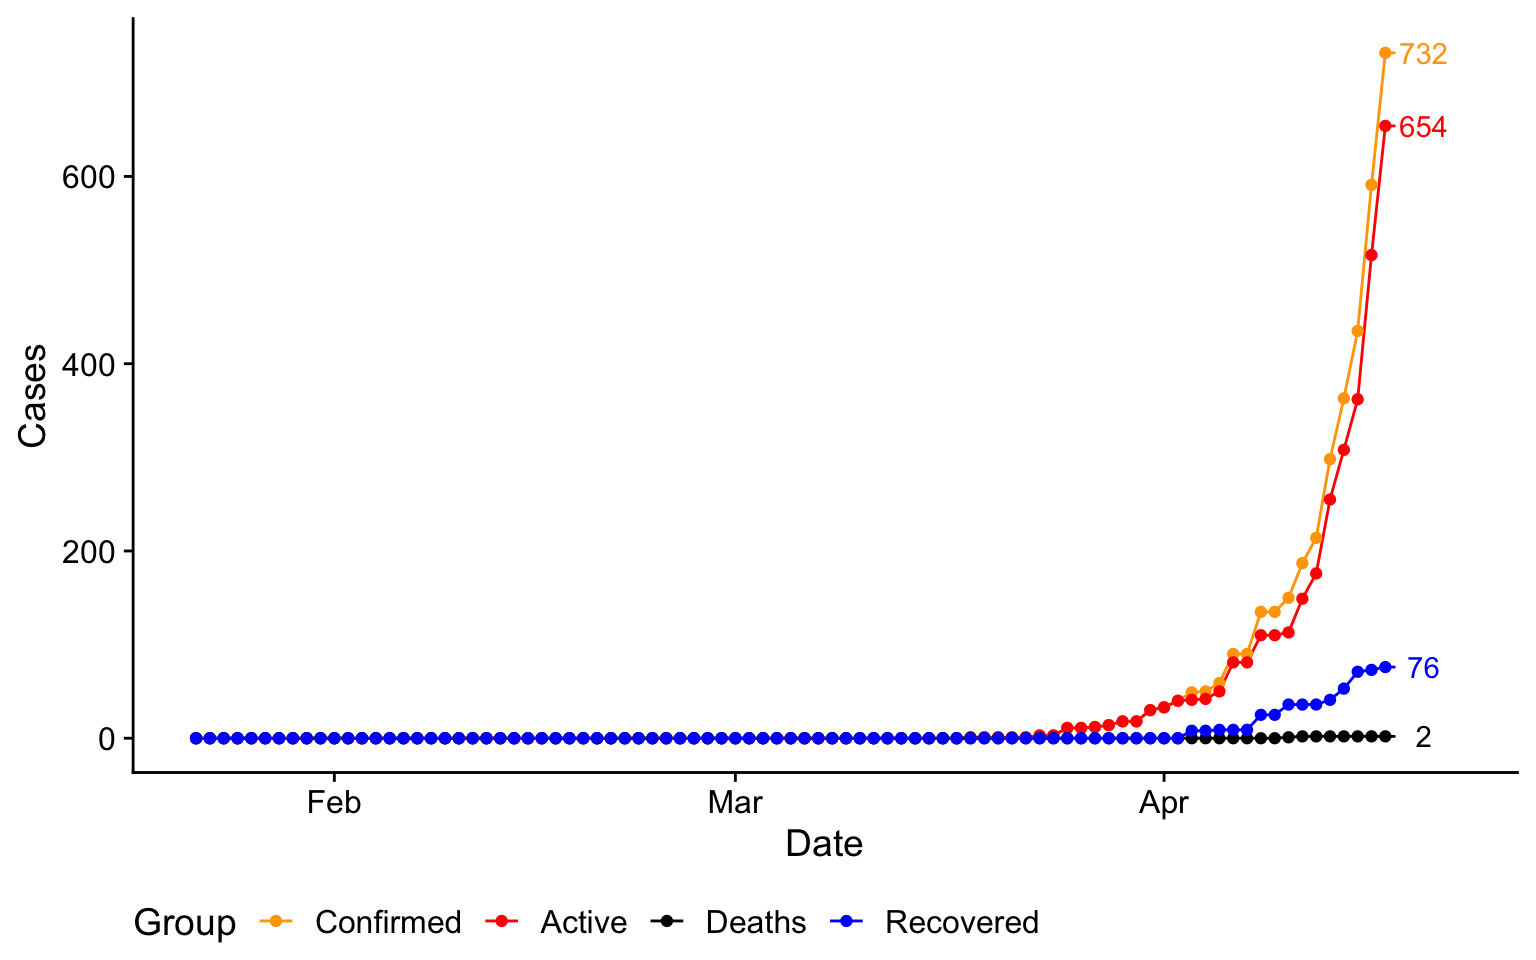 732
654
600
400
200
0
76
2
Cases
Feb Mar Apr
Date
Group Confirmed Active Deaths Recovered